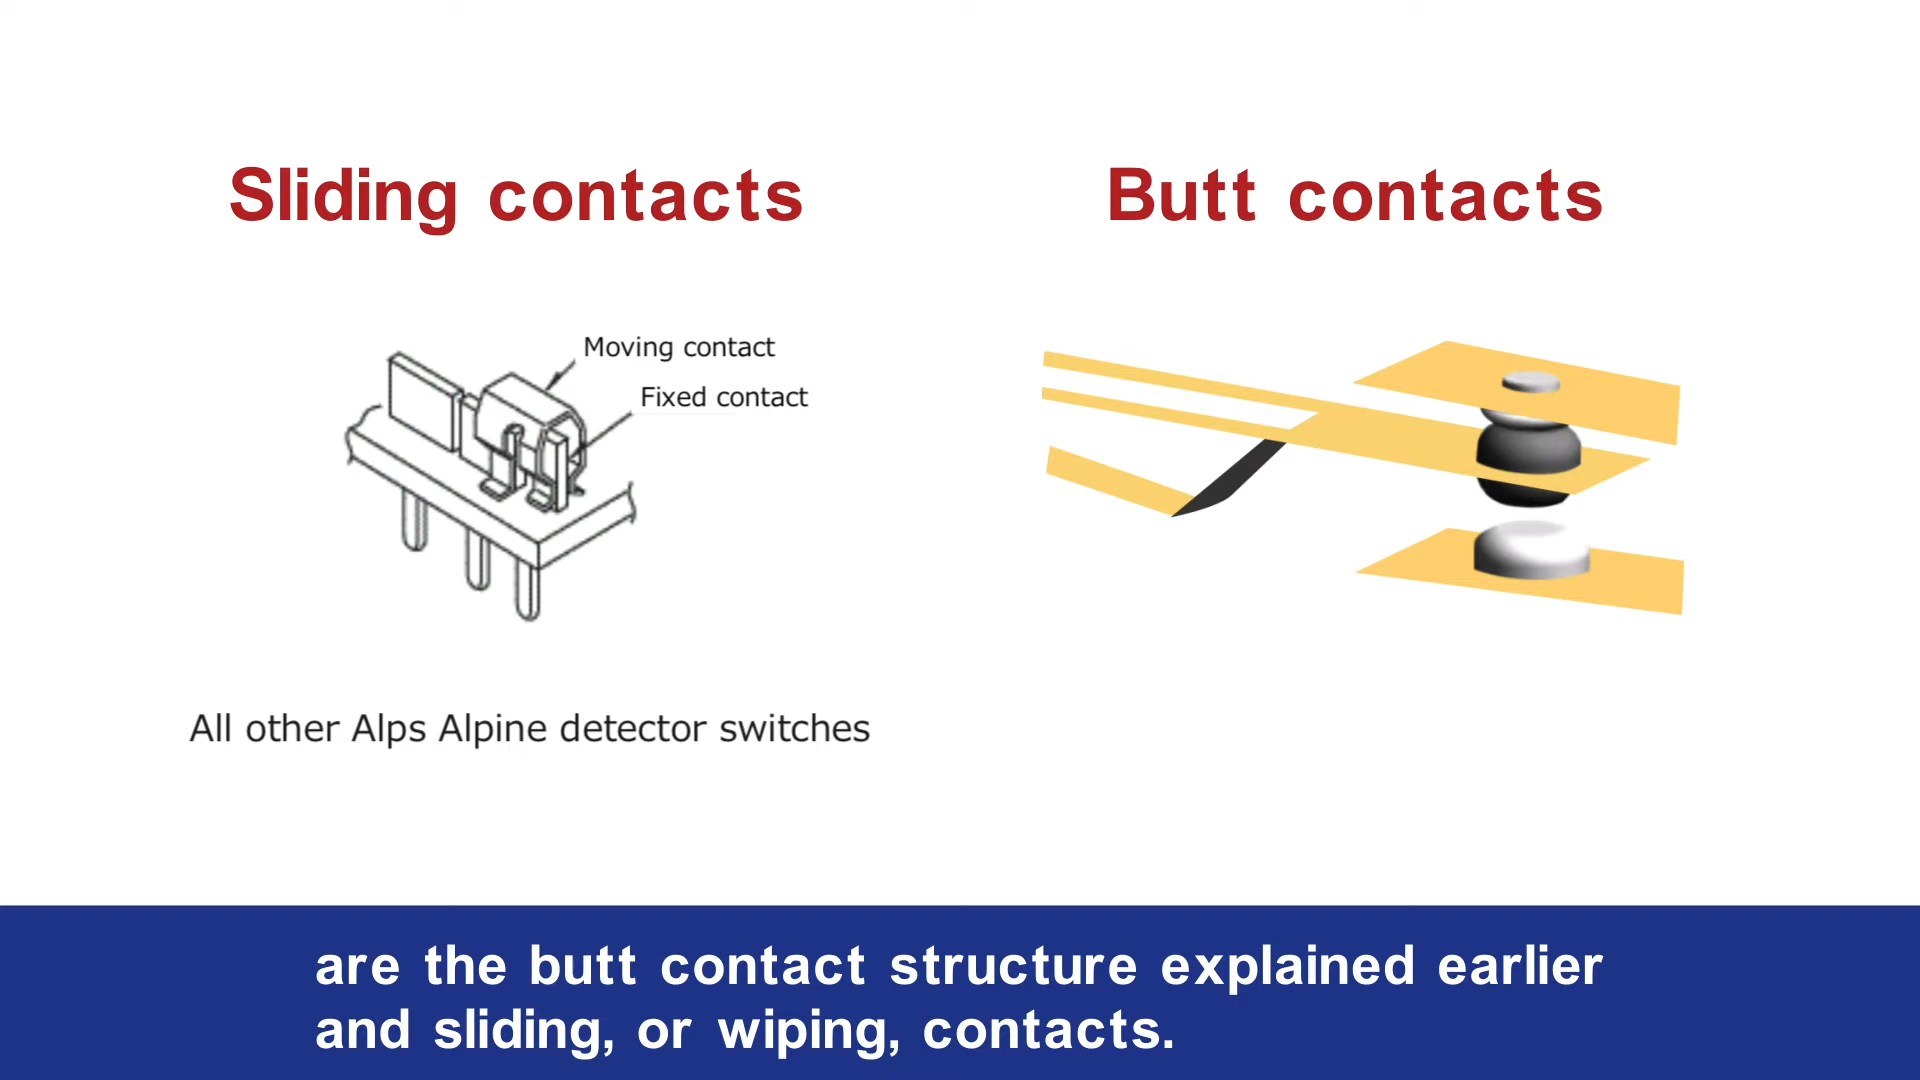 Sliding contacts
Butt contacts
Moving contact
Fixed contact
All other Alps Alpine detector switches
are the butt contact structure explained earlier
and sliding, or wiping, contacts.